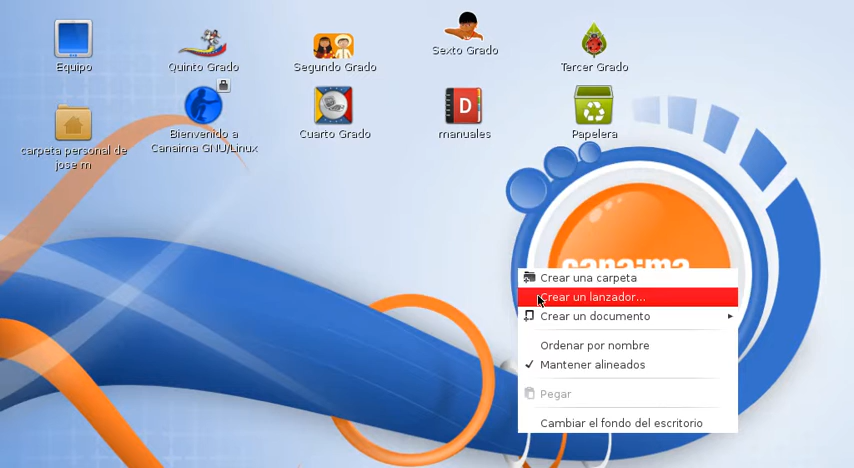 Equipo
Quinto Grado
Segundo Grado
Sexto Grado
Tercer Grado
carpeta personal de
jose m
Bienvenido a
Canaima GNU/Linux
Cuarto Grado
D
manuales
Papelera
canaima
Crear una carpeta
Crear un lanzador...
Crear un documento
Ordenar por nombre
Mantener alineados
Pegar
Cambiar el fondo del escritorio